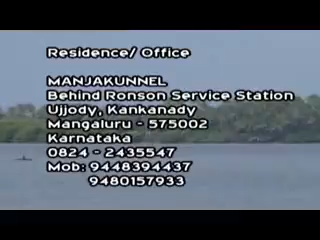 Residence/ Office
MANJAKUNNEL
Behind Ronson Service Station
Ujjody, Kankanady
Mangaluru - 575002
Karnataka
0824 - 2435547
Mob: 9448394437
9480157933